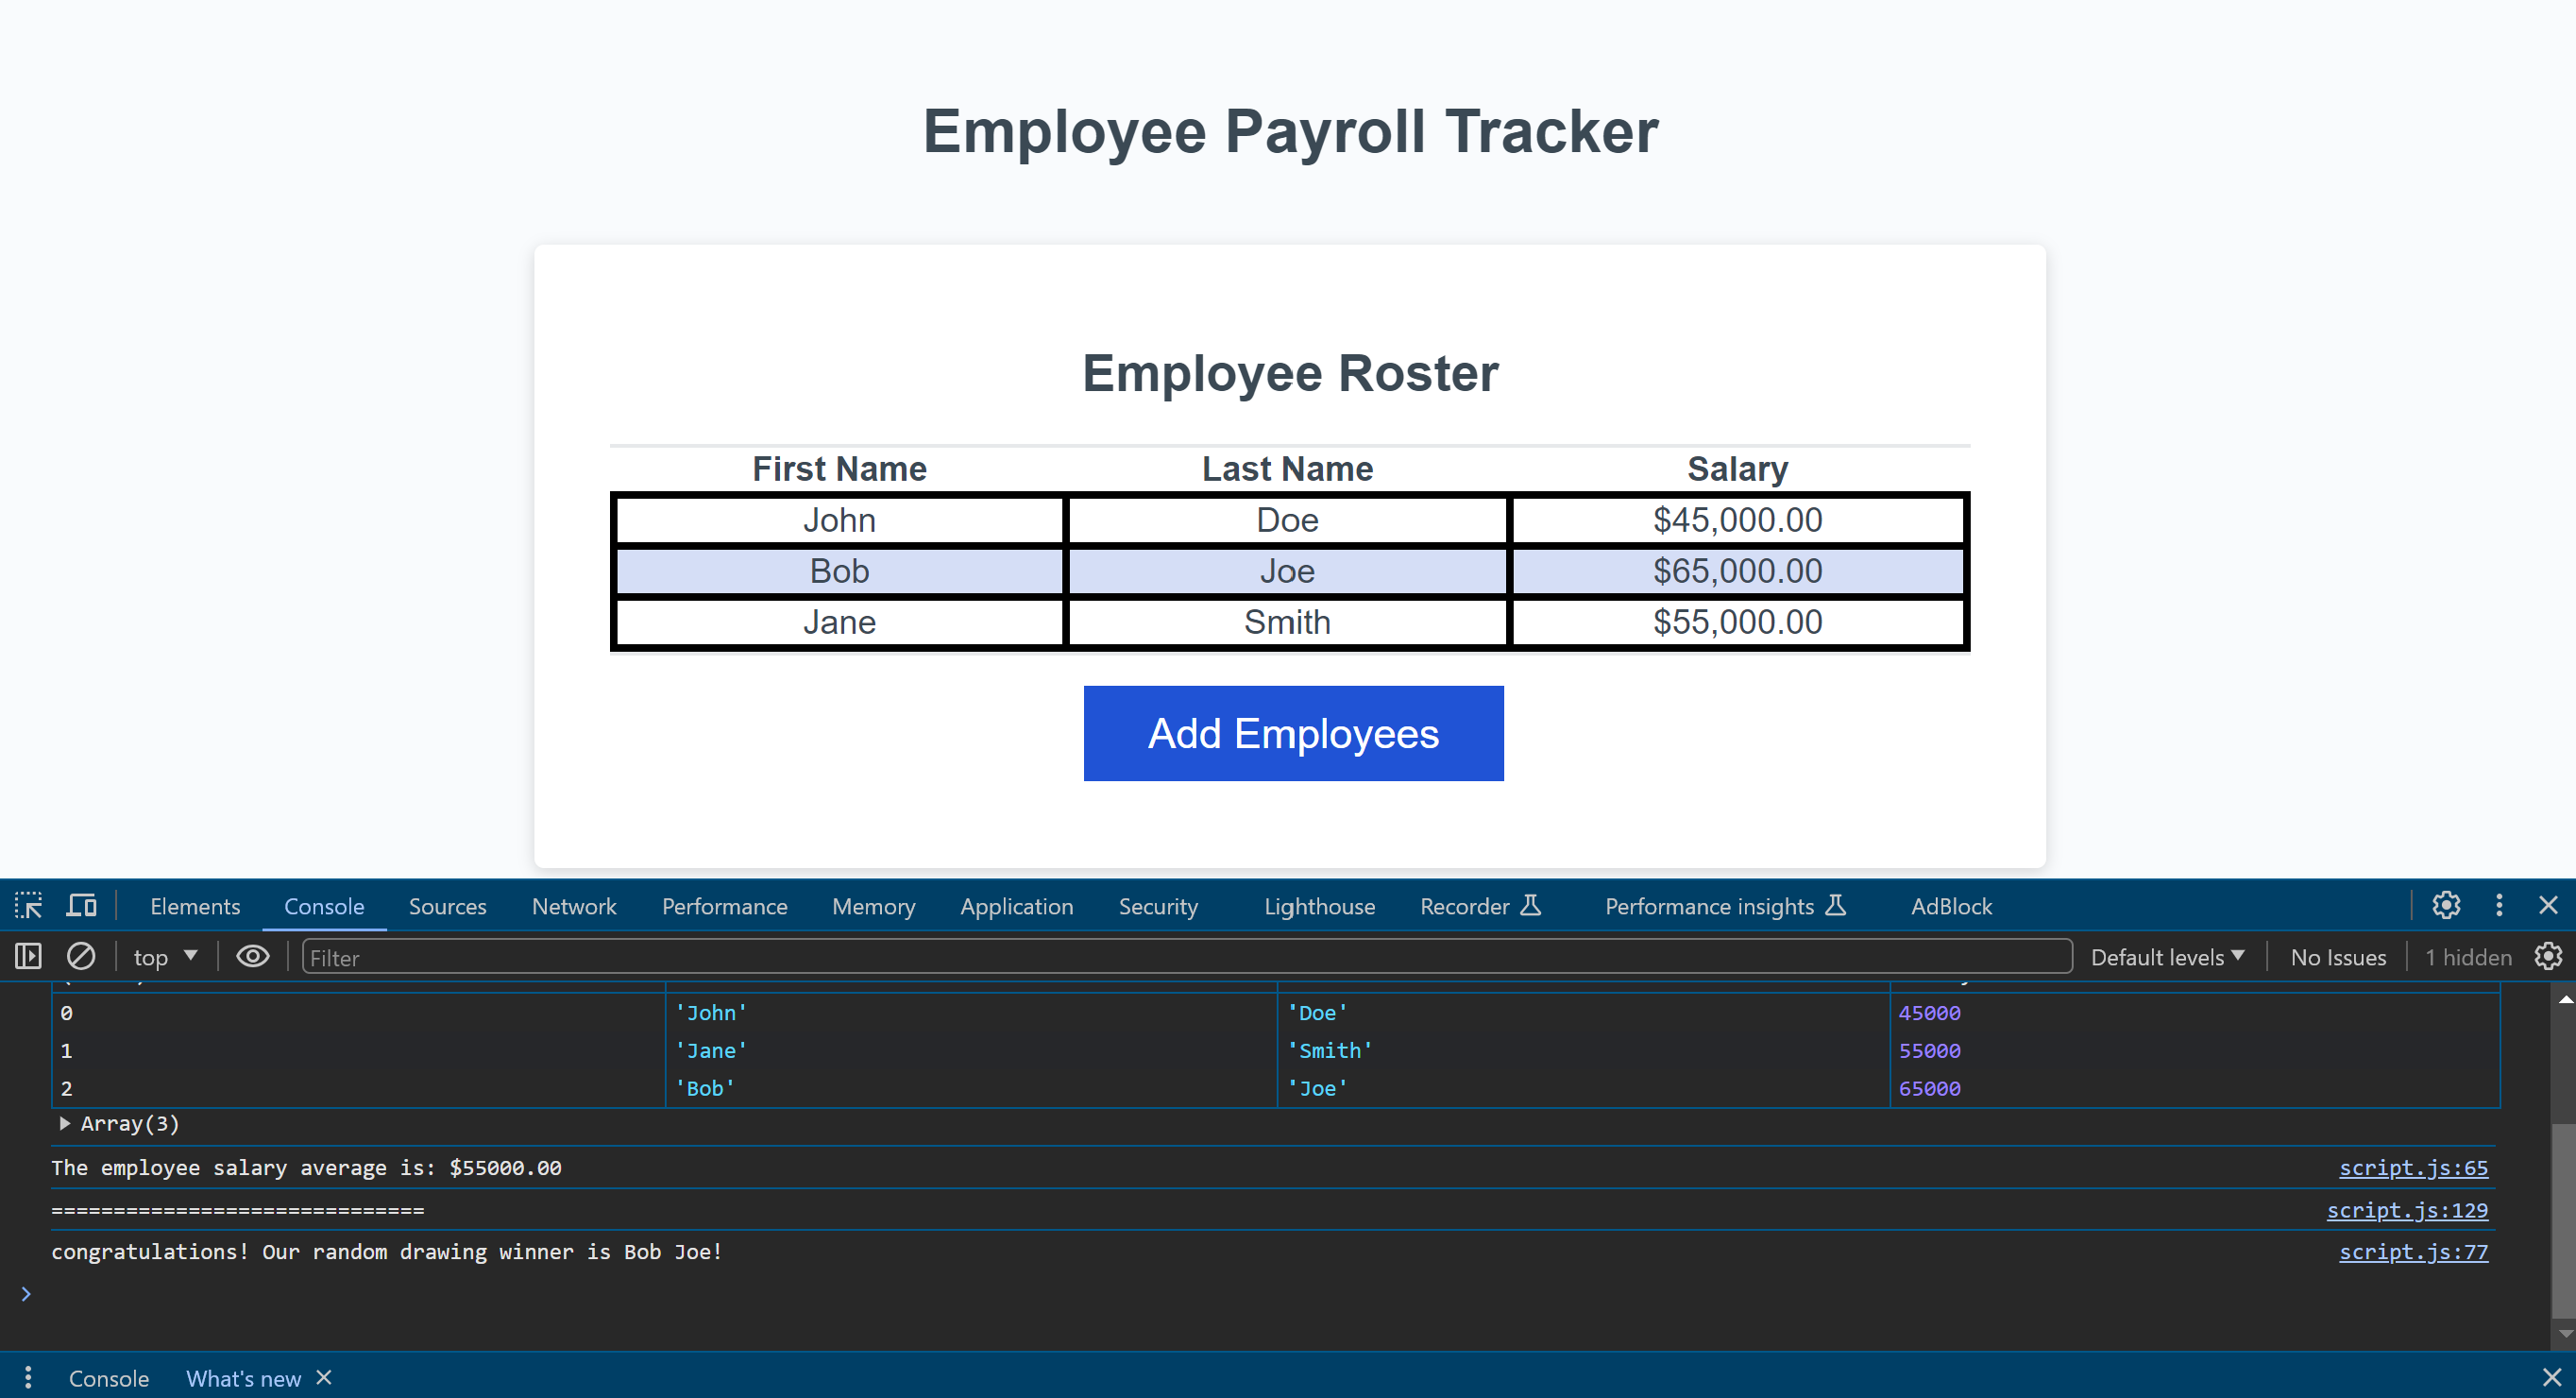 Employee Payroll Tracker
Employee Roster
First Name Last Name Salary
John Doe $45,000.00
Bob Joe $65,000.00
Jane Smith $55,000.00
Add Employees
Elements Console Sources Network Performance Memory Application Security Lighthouse Recorder Performance insights AdBlock
top Filter Default levels No Issues 1 hidden
0 'John' 'Doe' 45000
1 'Jane' 'Smith' 55000
2 'Bob' 'Joe' 65000
Array(3)
The employee salary average is: $55000.00 script.js:65
============================== script.js:129
congratulations! Our random drawing winner is Bob Joe! script.js:77
Console What's new